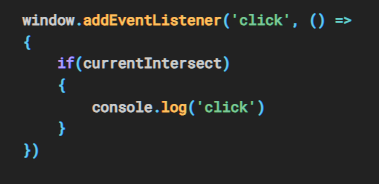 window.addEventListener('click', () =>
{
    if(currentIntersect)
    {
        console.log('click')
    }
})